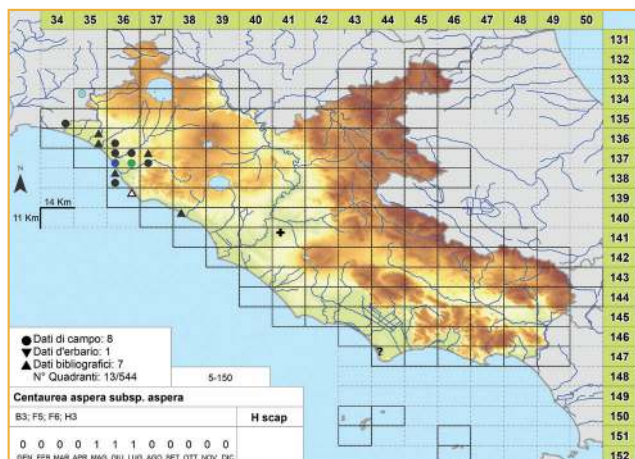 34 35 36 37 38 39 40 41 42 43 44 45 46 47 48 49 50
131
132
133
134
135
136
137
138
139
140
141
142
143
144
145
146
147
148
149
150
151
152
N
14 Km
11 Km
?
Dati di campo: 8
Dati d'erbario: 1
Dati bibliografici: 7
N° Quadranti: 13/544
5-150
Centaurea aspera subsp. aspera
B3; F5; F6; H3
H scap
0 0 0 0 1 1 1 0 0 0 0 0
GEN FEB MAR APR MAG GIU LUG AGO SET OTT NOV DIC